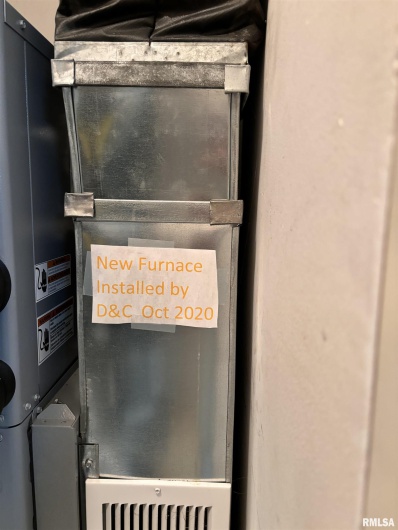 New Furnace
Installed by
D&C Oct 2020
RMLSA